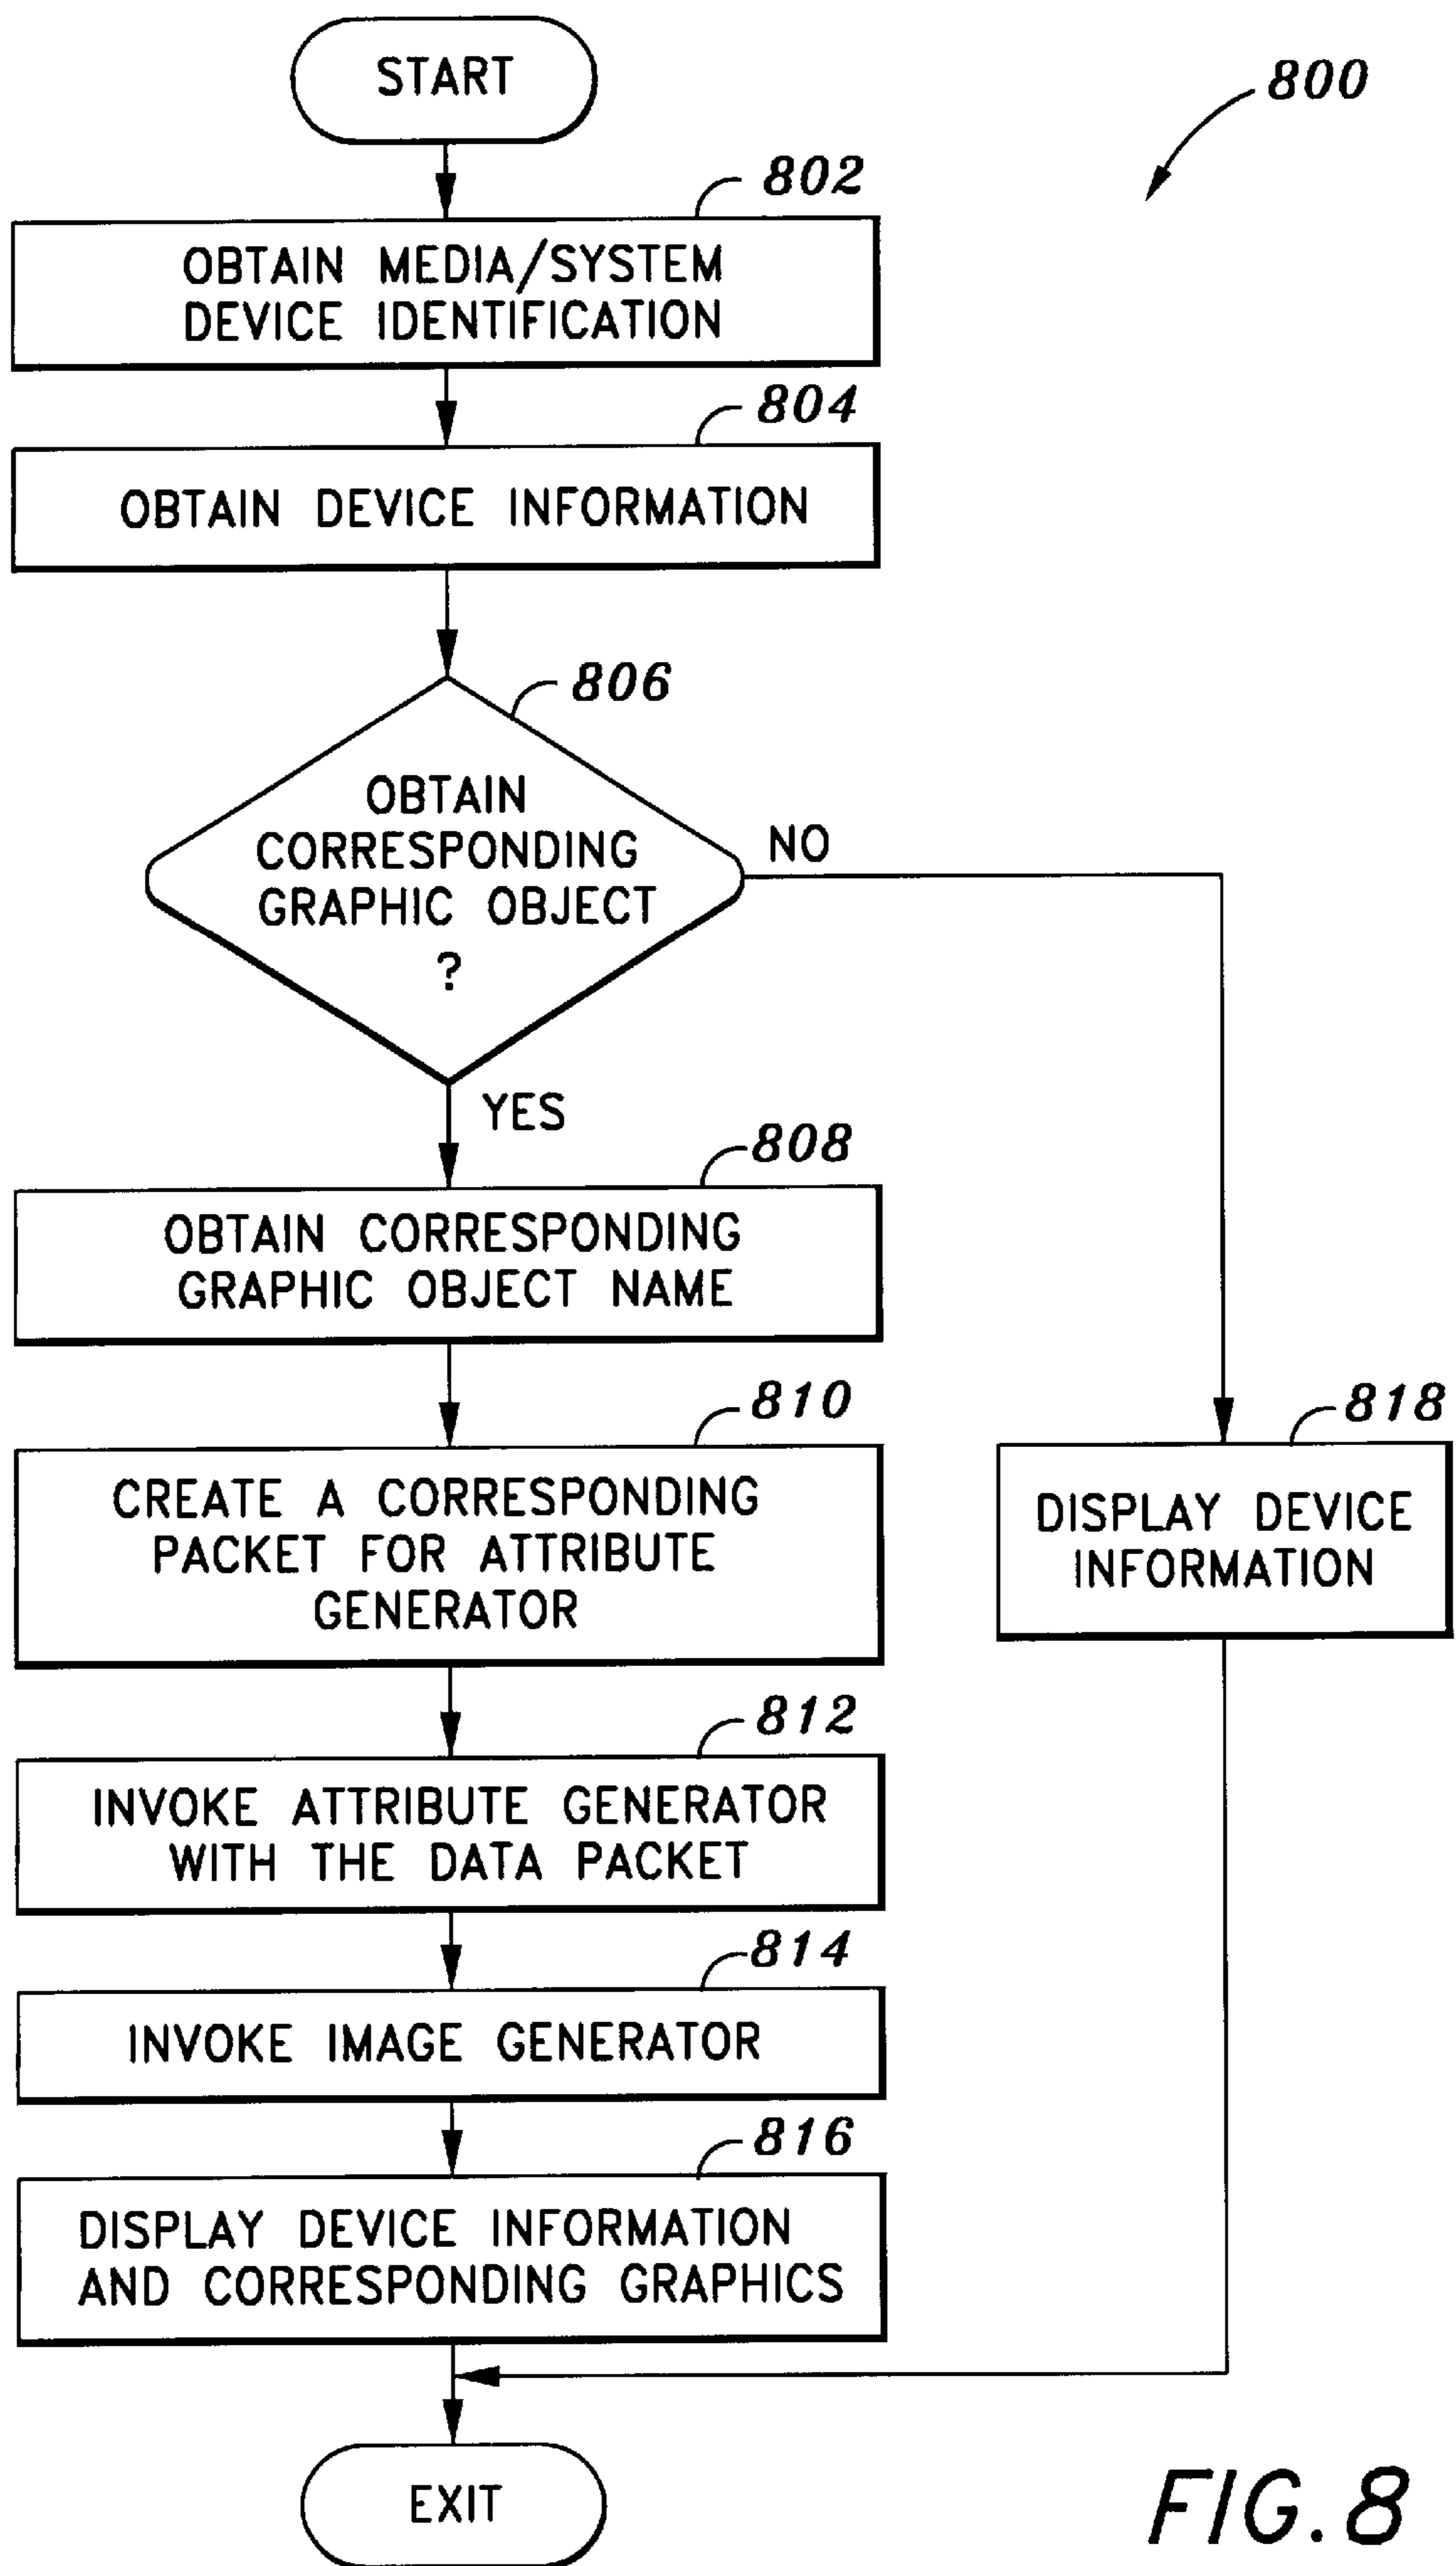 START
800
802
OBTAIN MEDIA/SYSTEM
DEVICE IDENTIFICATION
804
OBTAIN DEVICE INFORMATION
806
OBTAIN
CORRESPONDING
GRAPHIC OBJECT
?
NO
YES
808
OBTAIN CORRESPONDING
GRAPHIC OBJECT NAME
810
CREATE A CORRESPONDING
PACKET FOR ATTRIBUTE
GENERATOR
818
DISPLAY DEVICE
INFORMATION
812
INVOKE ATTRIBUTE GENERATOR
WITH THE DATA PACKET
814
INVOKE IMAGE GENERATOR
816
DISPLAY DEVICE INFORMATION
AND CORRESPONDING GRAPHICS
EXIT
FIG. 8